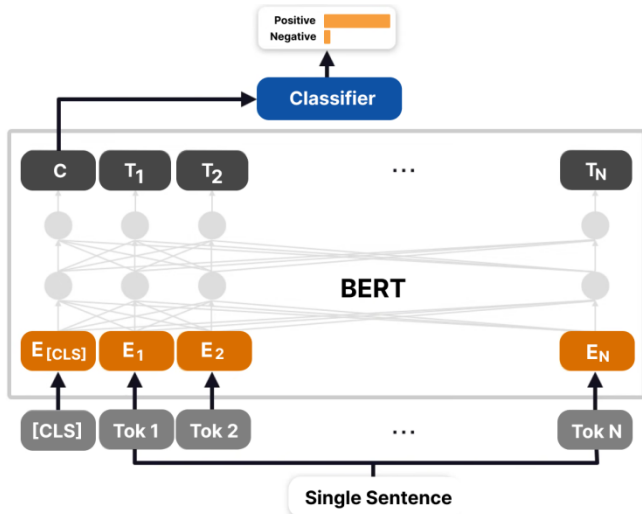 Positive
Negative
Classifier
C T1 T2 ... TN
BERT
E[CLS] E1 E2 EN
[CLS] Tok 1 Tok 2 ... Tok N
Single Sentence